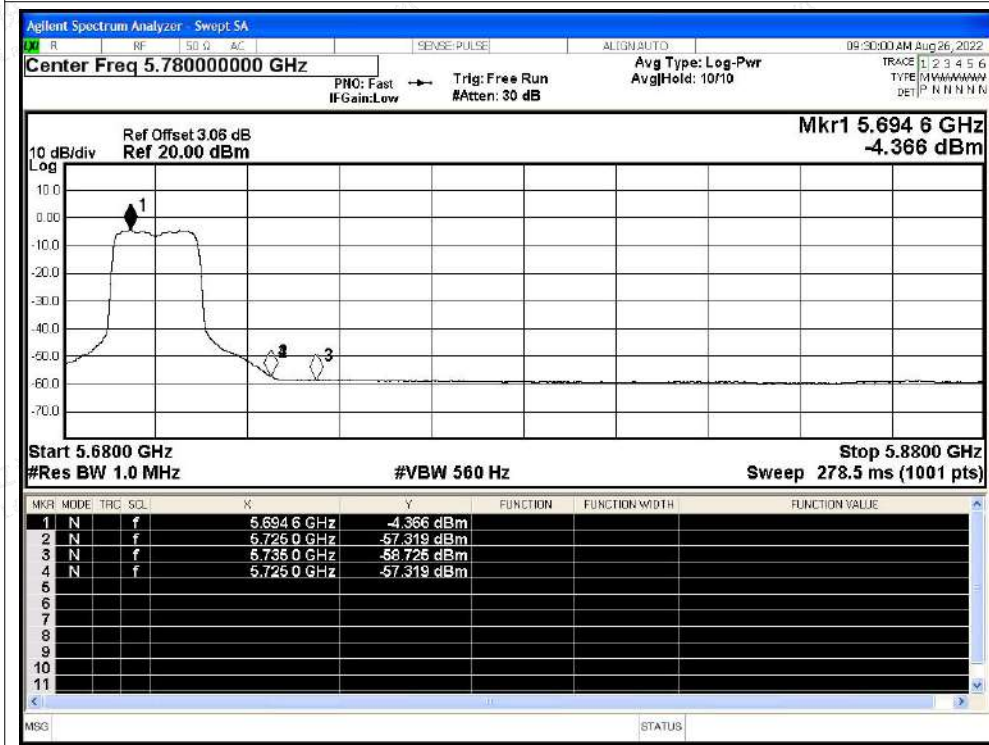 Agilent Spectrum Analyzer - Swept SA
LXI R RF 50 Ω AC SENSE:PULSE ALIGN AUTO 09:30:00 AM Aug 26, 2022
Center Freq 5.780000000 GHz
PNO: Fast
IFGain:Low
Trig: Free Run
#Atten: 30 dB
Avg Type: Log-Pwr
Avg|Hold: 10/10
TRACE 1 2 3 4 5 6
TYPE M W W W W W
DET P N N N N N
Ref Offset 3.06 dB
10 dB/div Ref 20.00 dBm
Log
Mkr1 5.694 6 GHz
-4.366 dBm
10.0
0.00
-10.0
-20.0
-30.0
-40.0
-50.0
-60.0
-70.0
1
3
Start 5.6800 GHz Stop 5.8800 GHz
#Res BW 1.0 MHz #VBW 560 Hz Sweep 278.5 ms (1001 pts)
MKR MODE TRC SCL X Y FUNCTION FUNCTION WIDTH FUNCTION VALUE
1 N f 5.694 6 GHz -4.366 dBm
2 N f 5.725 0 GHz -57.319 dBm
3 N f 5.735 0 GHz -58.725 dBm
4 N f 5.725 0 GHz -57.319 dBm
5
6
7
8
9
10
11
MSG STATUS